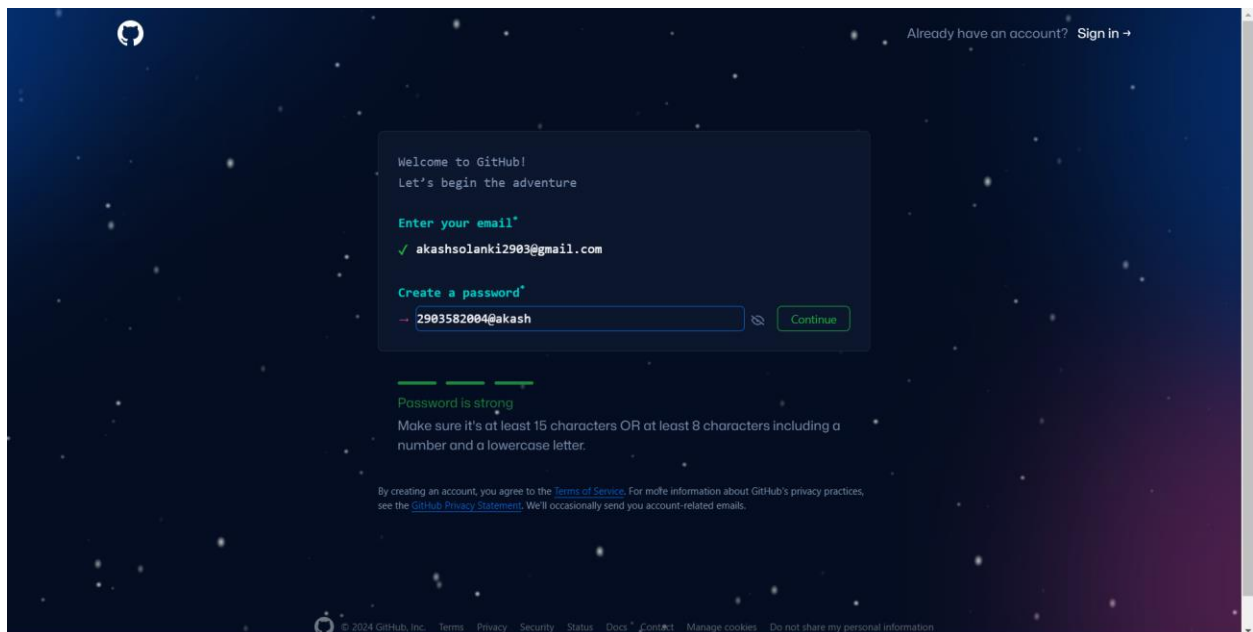 Already have an account? Sign in →
Welcome to GitHub!
Let's begin the adventure
Enter your email*
✓ akashsolanki2903@gmail.com
Create a password*
→ 2903582004@akash Continue
Password is strong
Make sure it's at least 15 characters OR at least 8 characters including a
number and a lowercase letter.
By creating an account, you agree to the Terms of Service. For more information about GitHub's privacy practices,
see the GitHub Privacy Statement. We'll occasionally send you account-related emails.
© 2024 GitHub, Inc. Terms Privacy Security Status Docs Contact Manage cookies Do not share my personal information